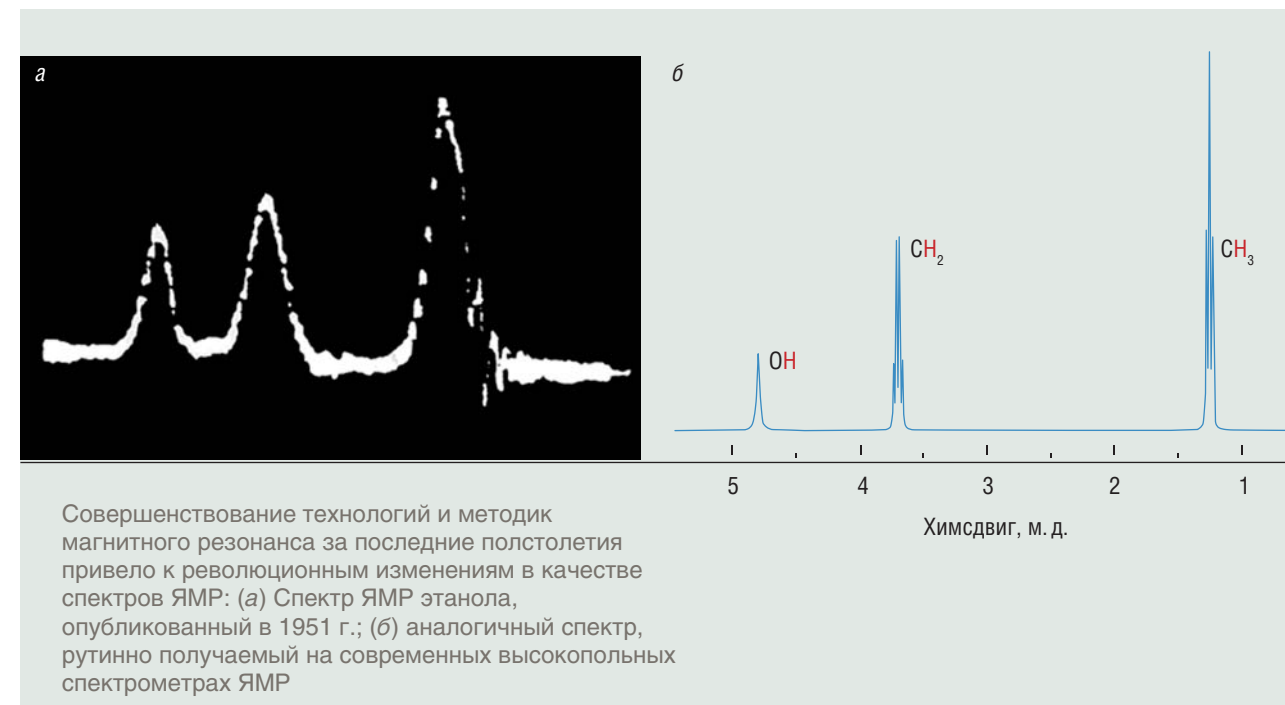 а
б
CH₂
CH₃
OH
5 4 3 2 1
Химсдвиг, м. д.
Совершенствование технологий и методик
магнитного резонанса за последние полстолетия
привело к революционным изменениям в качестве
спектров ЯМР: (а) Спектр ЯМР этанола,
опубликованный в 1951 г.; (б) аналогичный спектр,
рутинно получаемый на современных высокопольных
спектрометрах ЯМР